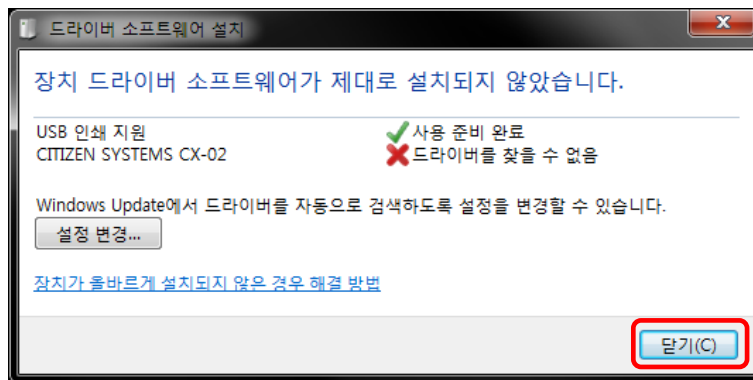 드라이버 소프트웨어 설치
장치 드라이버 소프트웨어가 제대로 설치되지 않았습니다.
USB 인쇄 지원 사용 준비 완료
CITIZEN SYSTEMS CX-02 드라이버를 찾을 수 없음
Windows Update에서 드라이버를 자동으로 검색하도록 설정을 변경할 수 있습니다.
설정 변경...
장치가 올바르게 설치되지 않은 경우 해결 방법
닫기(C)